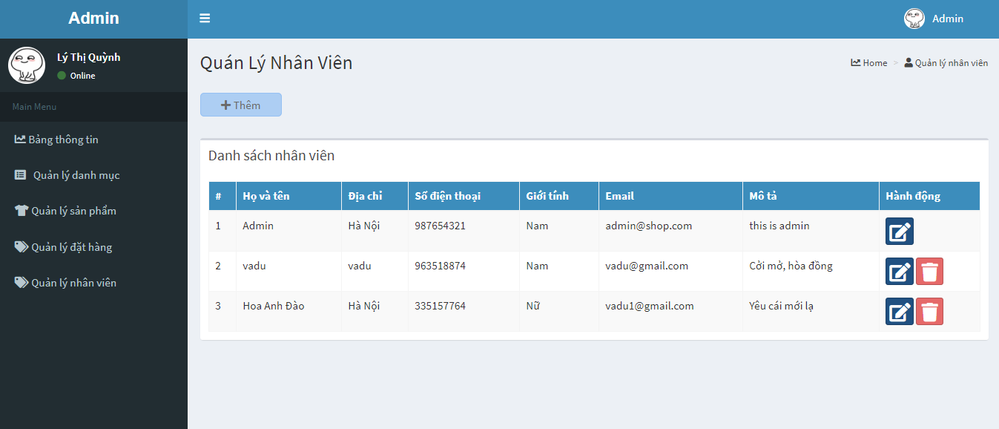 Admin
Admin
Lý Thị Quỳnh
Online
Main Menu
Bảng thông tin
Quản lý danh mục
Quản lý sản phẩm
Quản lý đặt hàng
Quản lý nhân viên
Quán Lý Nhân Viên
Home > Quản lý nhân viên
Thêm
Danh sách nhân viên
# Họ và tên Địa chỉ Số điện thoại Giới tính Email Mô tả Hành động
1 Admin Hà Nội 987654321 Nam admin@shop.com this is admin
2 vadu vadu 963518874 Nam vadu@gmail.com Cởi mở, hòa đồng
3 Hoa Anh Đào Hà Nội 335157764 Nữ vadu1@gmail.com Yêu cái mới lạ